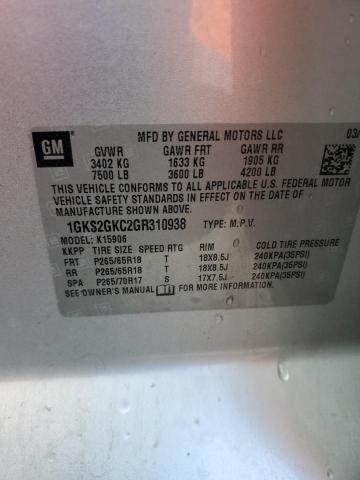 GM
MFD BY GENERAL MOTORS LLC 03/
GVWR GAWR FRT GAWR RR
3402 KG 1633 KG 1905 KG
7500 LB 3600 LB 4200 LB
THIS VEHICLE CONFORMS TO ALL APPLICABLE U.S. FEDERAL MOTOR
VEHICLE SAFETY STANDARDS IN EFFECT ON THE DATE OF
MANUFACTURE SHOWN ABOVE.
1GKS2GKC2GR310938 TYPE: M.P.V.
MODEL: K15906
KKPP TIRE SIZE SPEED RTG RIM COLD TIRE PRESSURE
FRT P265/65R18 T 18X8.5J 240KPA(35PSI)
RR P265/65R18 T 18X8.5J 240KPA(35PSI)
SPA P265/70R17 S 17X7.5J 240KPA(35PSI)
SEE OWNER'S MANUAL FOR MORE INFORMATION.